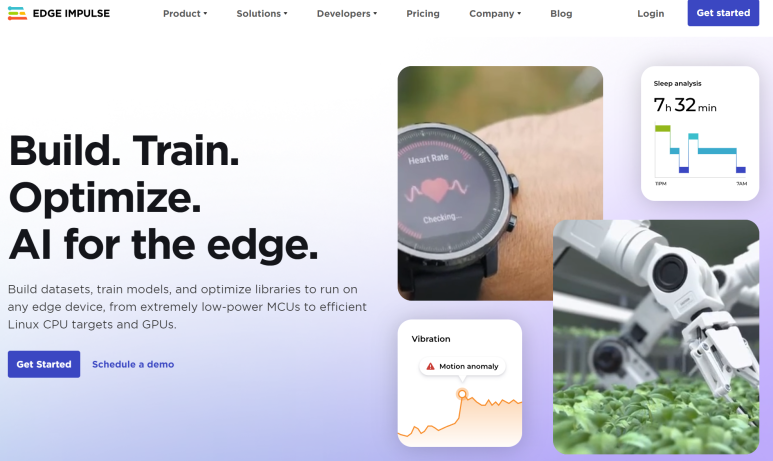 EDGE IMPULSE
Product
Solutions
Developers
Pricing
Company
Blog
Login
Get started
Build. Train.
Optimize.
AI for the edge.
Build datasets, train models, and optimize libraries to run on
any edge device, from extremely low-power MCUs to efficient
Linux CPU targets and GPUs.
Get Started
Schedule a demo
Heart Rate
Checking...
Sleep analysis
7h 32min
11PM
7AM
Vibration
Motion anomaly